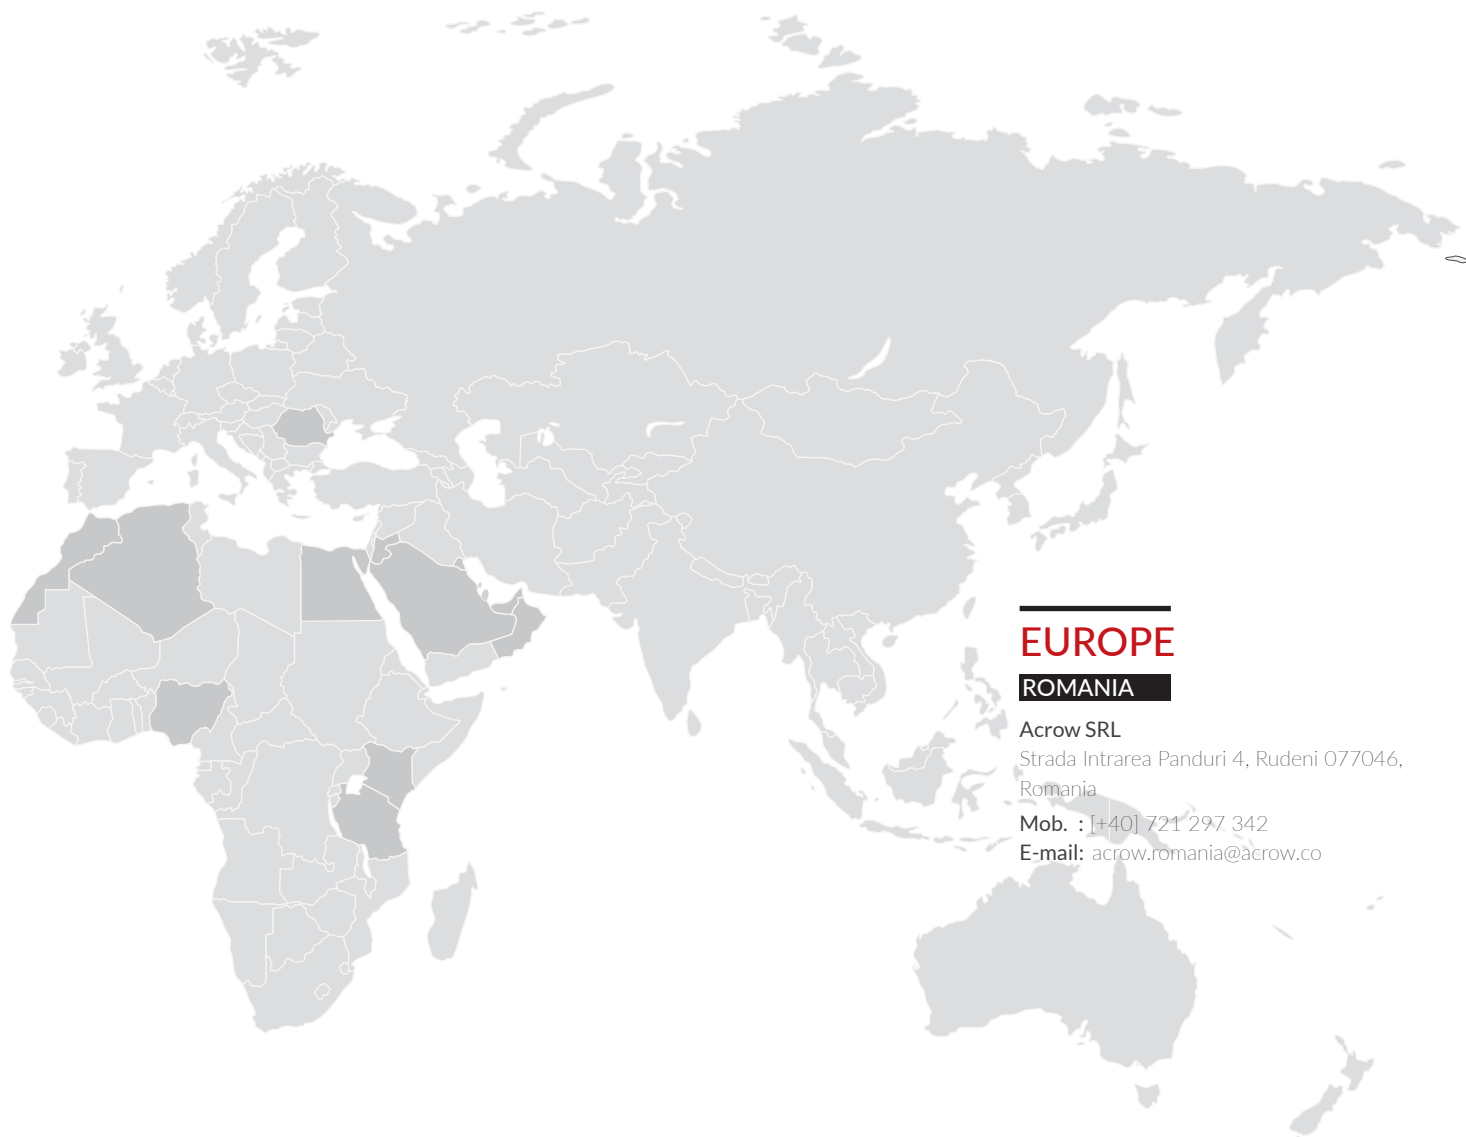 EUROPE
ROMANIA
Acrow SRL
Strada Intrarea Panduri 4, Rudeni 077046,
Romania
Mob. : [+40] 721 297 342
E-mail: acrow.romania@acrow.co